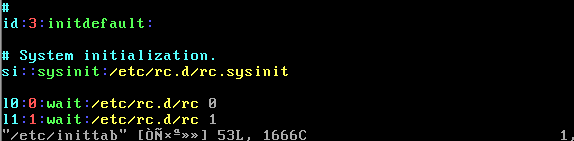 #
id:3:initdefault:
# System initialization.
si::sysinit:/etc/rc.d/rc.sysinit
l0:0:wait:/etc/rc.d/rc 0
l1:1:wait:/etc/rc.d/rc 1
"/etc/inittab" [ÒÑ×ª»»] 53L, 1666C 1,